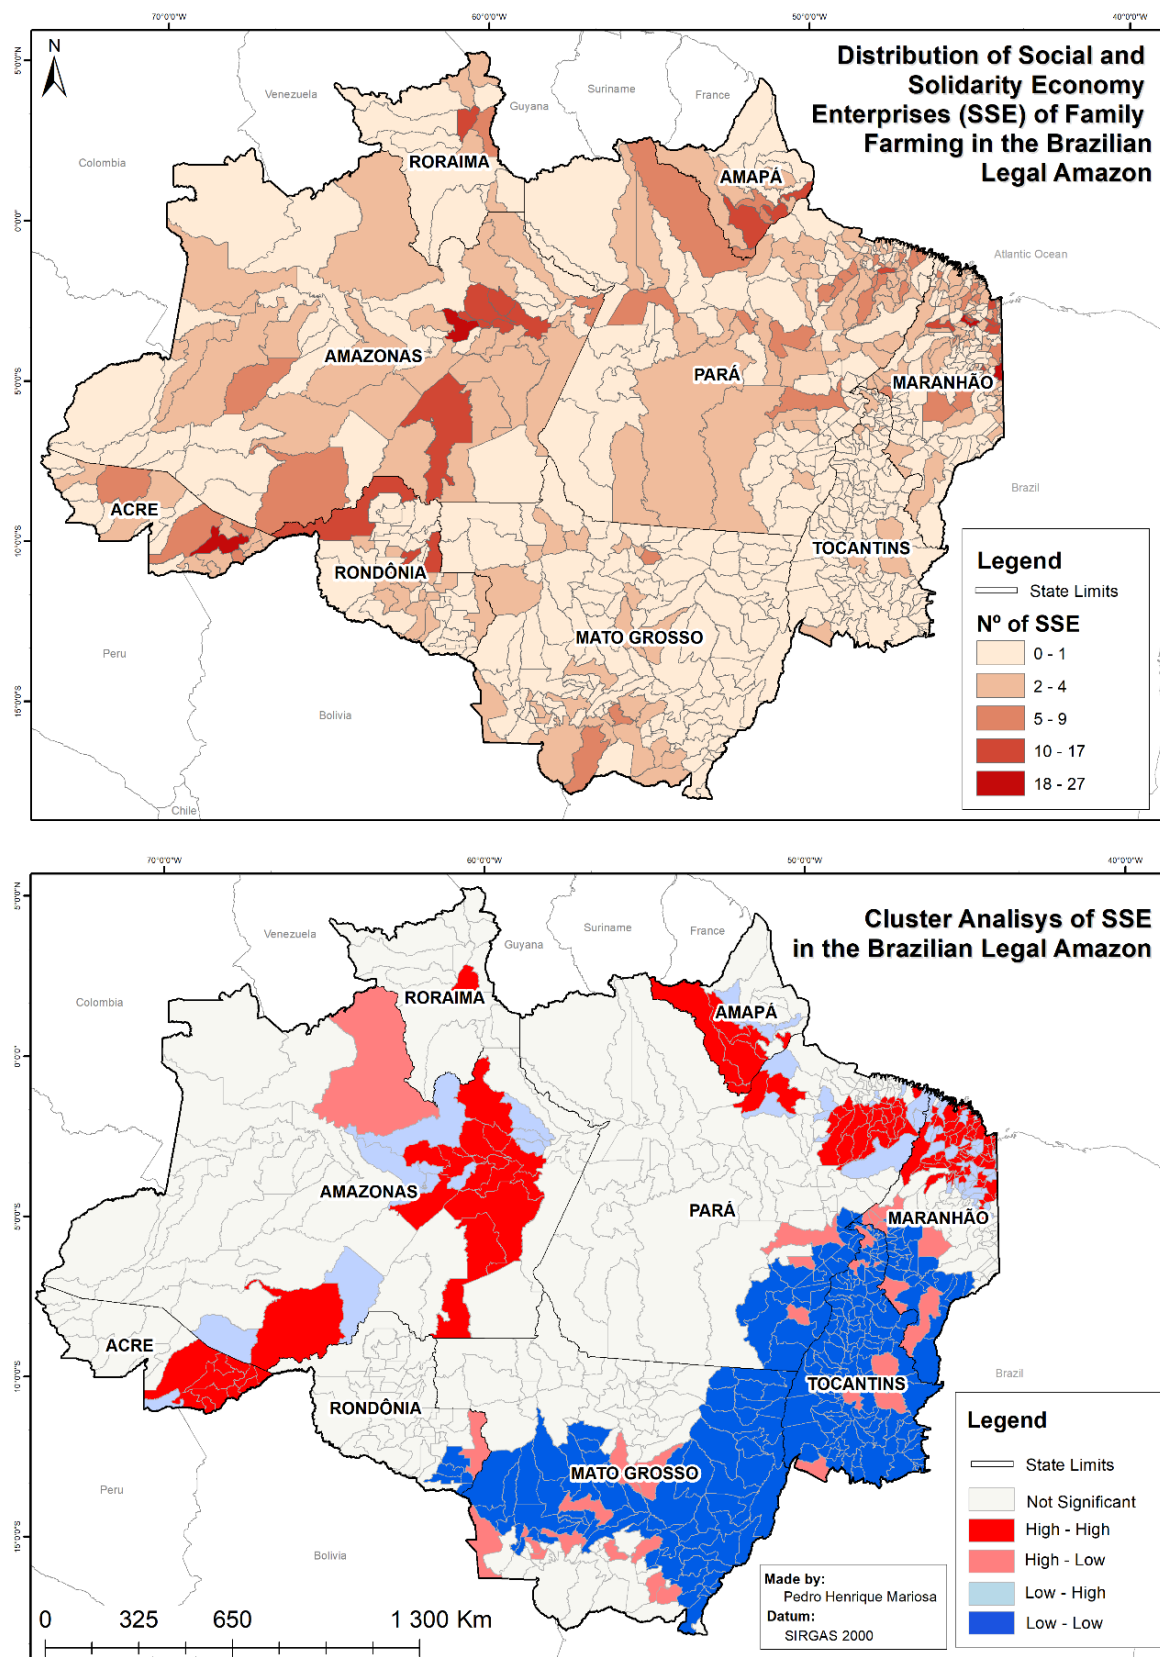 70°0'0"W
60°0'0"W
50°0'0"W
40°0'0"W
N
5°0'0"N
0°0'0"
5°0'0"S
10°0'0"S
15°0'0"S
Distribution of Social and
Solidarity Economy
Enterprises (SSE) of Family
Farming in the Brazilian
Legal Amazon
Venezuela
Guyana
Suriname
France
Colombia
RORAIMA
AMAPÁ
Atlantic Ocean
AMAZONAS
PARÁ
MARANHÃO
Brazil
ACRE
TOCANTINS
RONDÔNIA
MATO GROSSO
Peru
Bolivia
Chile
Legend
State Limits
Nº of SSE
0 - 1
2 - 4
5 - 9
10 - 17
18 - 27
70°0'0"W
60°0'0"W
50°0'0"W
40°0'0"W
5°0'0"N
0°0'0"
5°0'0"S
10°0'0"S
15°0'0"S
Cluster Analisys of SSE
in the Brazilian Legal Amazon
Venezuela
Guyana
Suriname
France
Colombia
RORAIMA
AMAPÁ
AMAZONAS
PARÁ
MARANHÃO
ACRE
Brazil
TOCANTINS
RONDÔNIA
MATO GROSSO
Peru
Bolivia
Legend
State Limits
Not Significant
High - High
High - Low
Low - High
Low - Low
Made by:
Pedro Henrique Mariosa
Datum:
SIRGAS 2000
0 325 650 1 300 Km